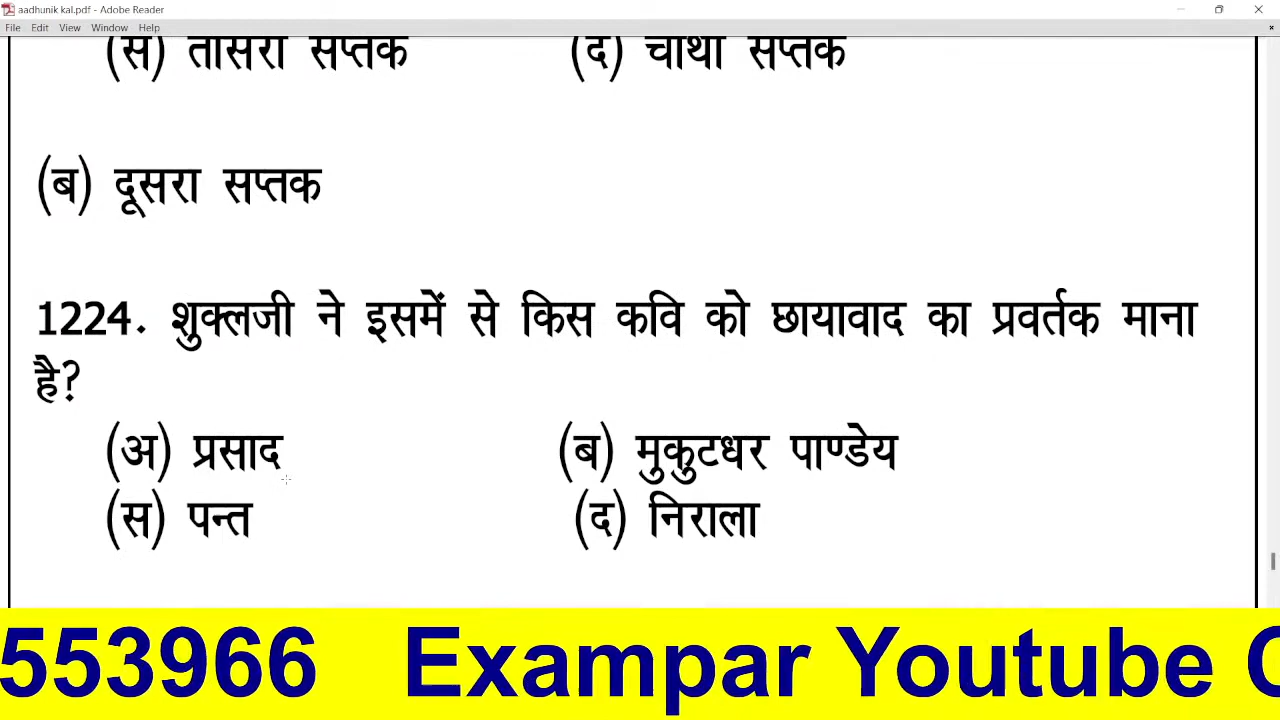 aadhunik kal.pdf - Adobe Reader
File Edit View Window Help
(स) तीसरा सप्तक (द) चौथा सप्तक
(ब) दूसरा सप्तक
1224. शुक्लजी ने इसमें से किस कवि को छायावाद का प्रवर्तक माना
है?
(अ) प्रसाद (ब) मुकुटधर पाण्डेय
(स) पन्त (द) निराला
553966 Exampar Youtube C